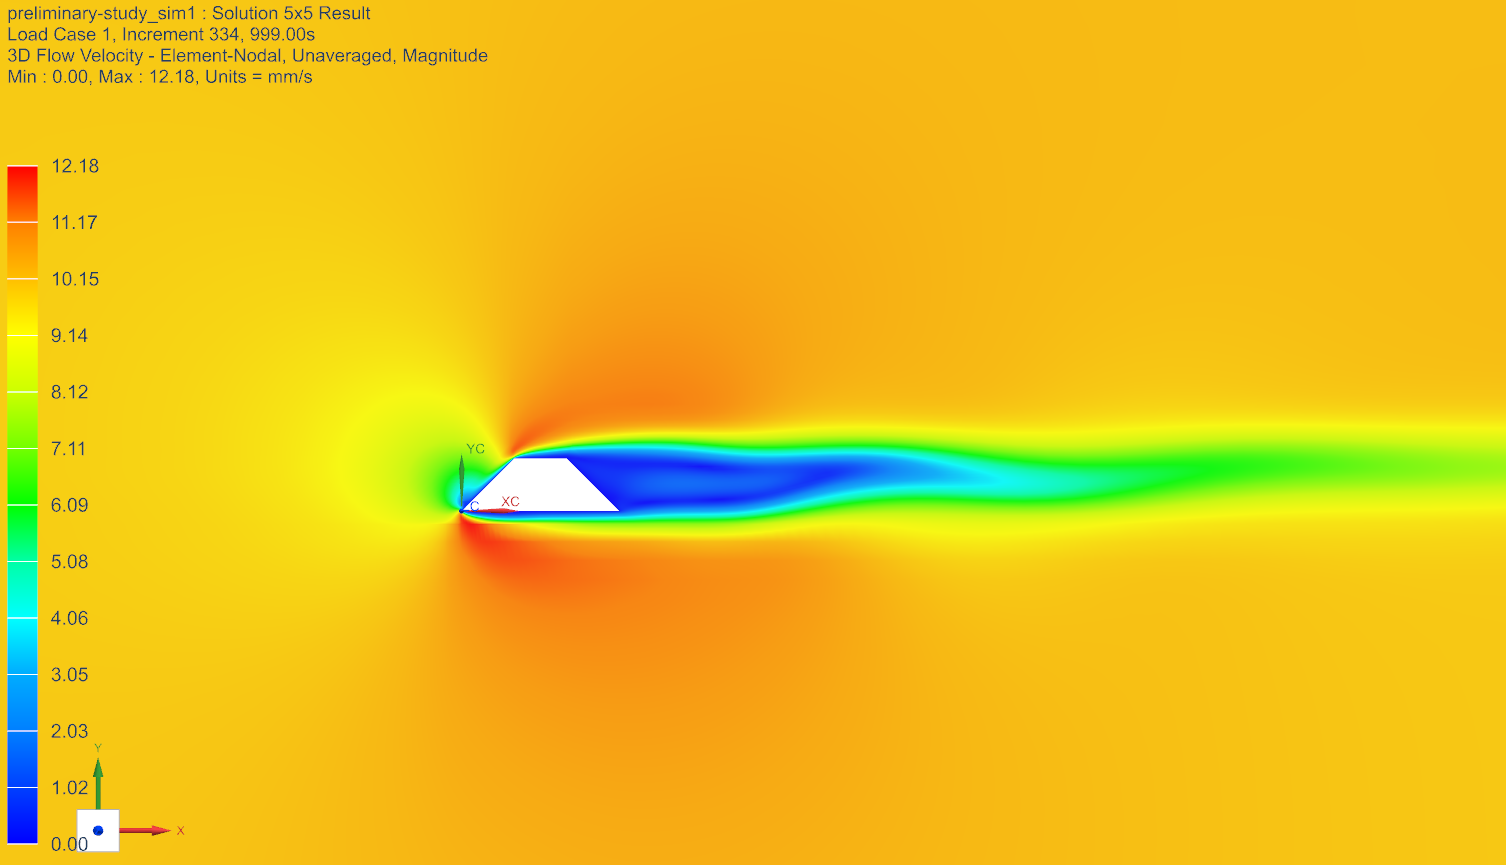 preliminary-study_sim1 : Solution 5x5 Result
Load Case 1, Increment 334, 999.00s
3D Flow Velocity - Element-Nodal, Unaveraged, Magnitude
Min : 0.00, Max : 12.18, Units = mm/s
12.18
11.17
10.15
9.14
8.12
7.11
6.09
5.08
4.06
3.05
2.03
1.02
0.00
YC
XC
C
Y
X